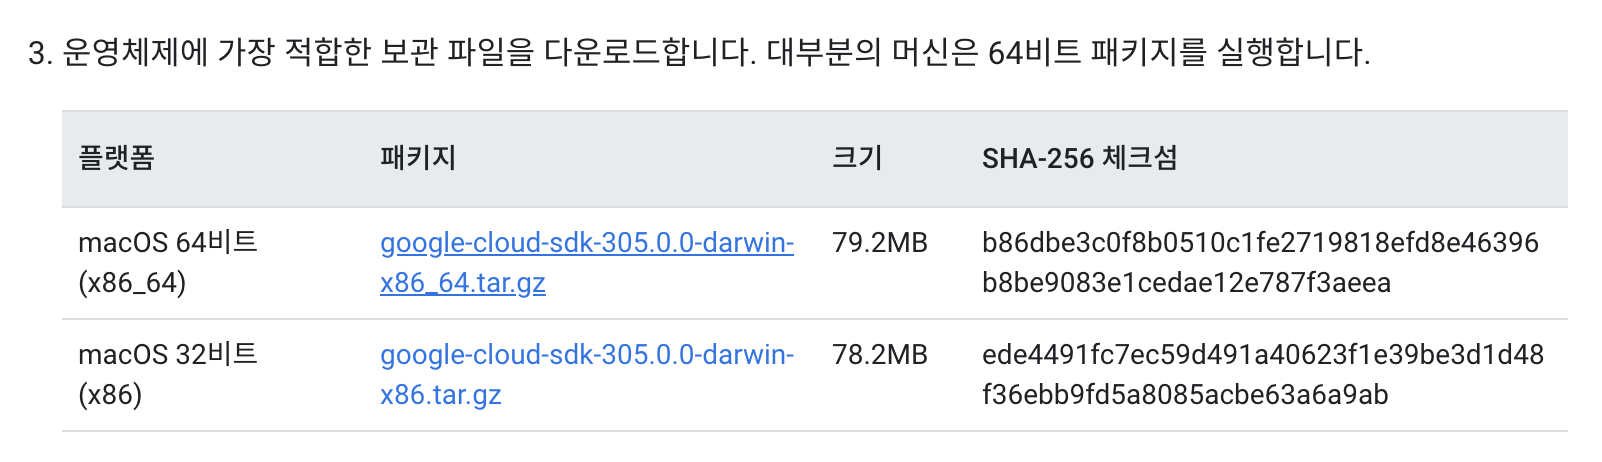 3. 운영체제에 가장 적합한 보관 파일을 다운로드합니다. 대부분의 머신은 64비트 패키지를 실행합니다.
플랫폼 패키지 크기 SHA-256 체크섬
macOS 64비트 google-cloud-sdk-305.0.0-darwin- 79.2MB b86dbe3c0f8b0510c1fe2719818efd8e46396
(x86_64) x86_64.tar.gz b8be9083e1cedae12e787f3aeea
macOS 32비트 google-cloud-sdk-305.0.0-darwin- 78.2MB ede4491fc7ec59d491a40623f1e39be3d1d48
(x86) x86.tar.gz f36ebb9fd5a8085acbe63a6a9ab